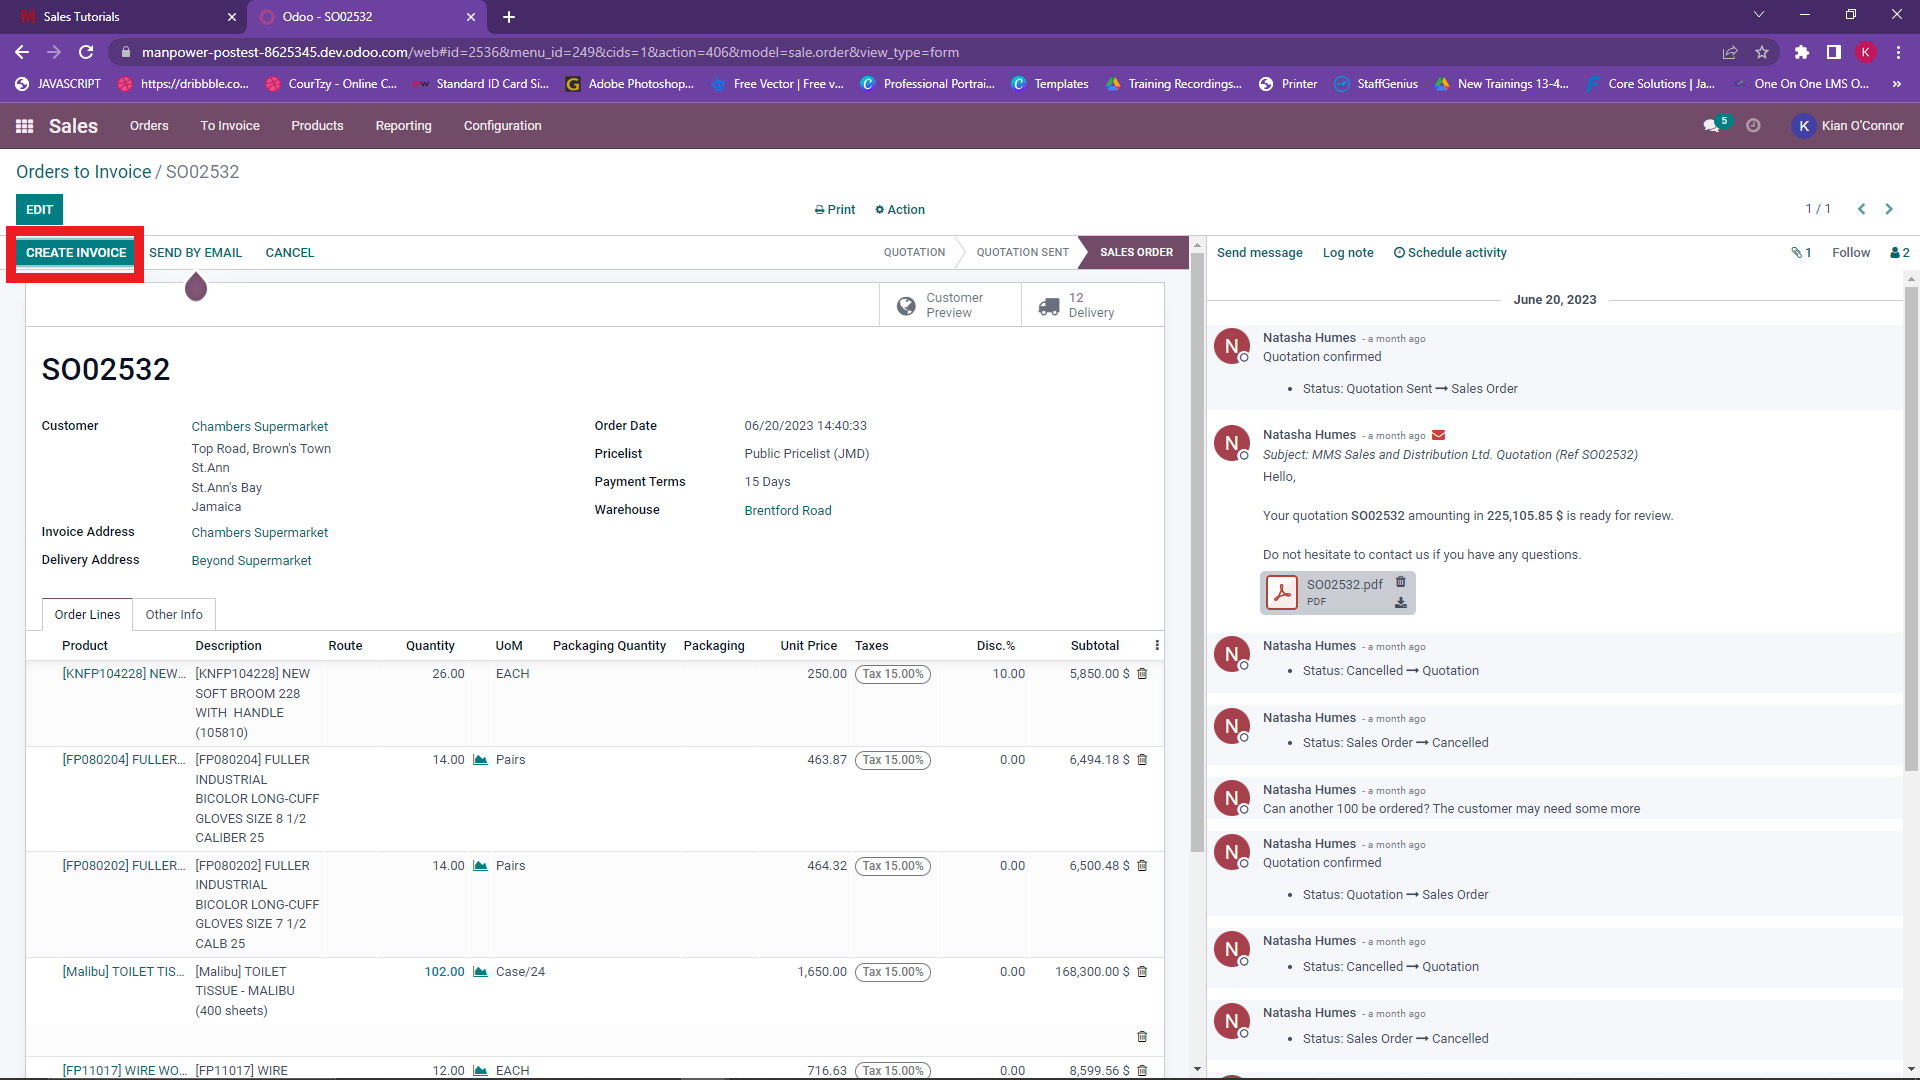 Sales Tutorials
Odoo - SO02532
manpower-postest-8625345.dev.odoo.com/web#id=2536&menu_id=249&cids=1&action=406&model=sale.order&view_type=form
K
JAVASCRIPT
https://dribbble.co...
CourTzy - Online C...
Standard ID Card Si...
Adobe Photoshop...
Free Vector | Free v...
Professional Portrai...
Templates
Training Recordings...
Printer
StaffGenius
New Trainings 13-4...
Core Solutions | Ja...
One On One LMS O...
»
Sales
Orders
To Invoice
Products
Reporting
Configuration
5
K
Kian O'Connor
Orders to Invoice / SO02532
EDIT
Print
Action
1 / 1
CREATE INVOICE
SEND BY EMAIL
CANCEL
QUOTATION
QUOTATION SENT
SALES ORDER
Customer
Preview
12
Delivery
SO02532
Customer
Chambers Supermarket
Top Road, Brown's Town
St.Ann
St.Ann's Bay
Jamaica
Invoice Address
Chambers Supermarket
Delivery Address
Beyond Supermarket
Order Date
06/20/2023 14:40:33
Pricelist
Public Pricelist (JMD)
Payment Terms
15 Days
Warehouse
Brentford Road
Order Lines
Other Info
Product Description Route Quantity UoM Packaging Quantity Packaging Unit Price Taxes Disc.% Subtotal
[KNFP104228] NEW... [KNFP104228] NEW 26.00 EACH 250.00 Tax 15.00% 10.00 5,850.00 $
SOFT BROOM 228
WITH HANDLE
(105810)
[FP080204] FULLER... [FP080204] FULLER 14.00 Pairs 463.87 Tax 15.00% 0.00 6,494.18 $
INDUSTRIAL
BICOLOR LONG-CUFF
GLOVES SIZE 8 1/2
CALIBER 25
[FP080202] FULLER... [FP080202] FULLER 14.00 Pairs 464.32 Tax 15.00% 0.00 6,500.48 $
INDUSTRIAL
BICOLOR LONG-CUFF
GLOVES SIZE 7 1/2
CALB 25
[Malibu] TOILET TIS... [Malibu] TOILET 102.00 Case/24 1,650.00 Tax 15.00% 0.00 168,300.00 $
TISSUE - MALIBU
(400 sheets)
[FP11017] WIRE WO... [FP11017] WIRE 12.00 EACH 716.63 Tax 15.00% 0.00 8,599.56 $
Send message
Log note
Schedule activity
1
Follow
2
June 20, 2023
N
Natasha Humes - a month ago
Quotation confirmed
• Status: Quotation Sent → Sales Order
N
Natasha Humes - a month ago
Subject: MMS Sales and Distribution Ltd. Quotation (Ref SO02532)
Hello,
Your quotation SO02532 amounting in 225,105.85 $ is ready for review.
Do not hesitate to contact us if you have any questions.
SO02532.pdf
PDF
N
Natasha Humes - a month ago
• Status: Cancelled → Quotation
N
Natasha Humes - a month ago
• Status: Sales Order → Cancelled
N
Natasha Humes - a month ago
Can another 100 be ordered? The customer may need some more
N
Natasha Humes - a month ago
Quotation confirmed
• Status: Quotation → Sales Order
N
Natasha Humes - a month ago
• Status: Cancelled → Quotation
N
Natasha Humes - a month ago
• Status: Sales Order → Cancelled